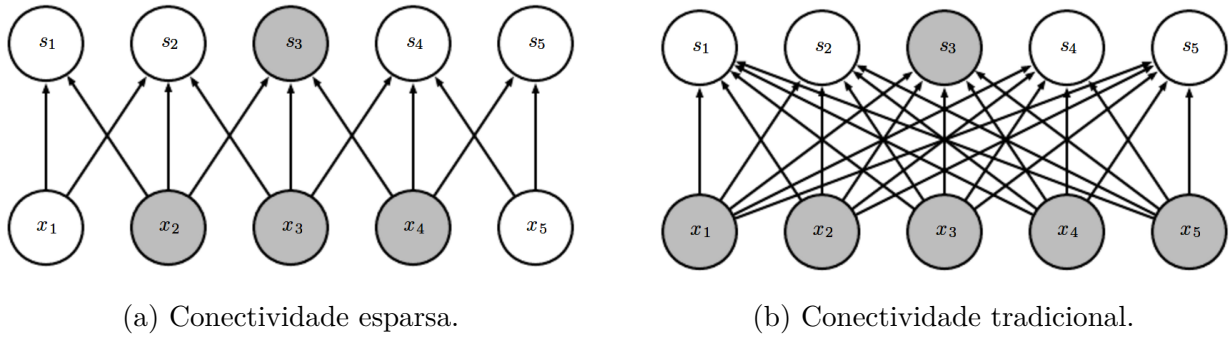 s1 s2 s3 s4 s5
x1 x2 x3 x4 x5
(a) Conectividade esparsa.
s1 s2 s3 s4 s5
x1 x2 x3 x4 x5
(b) Conectividade tradicional.